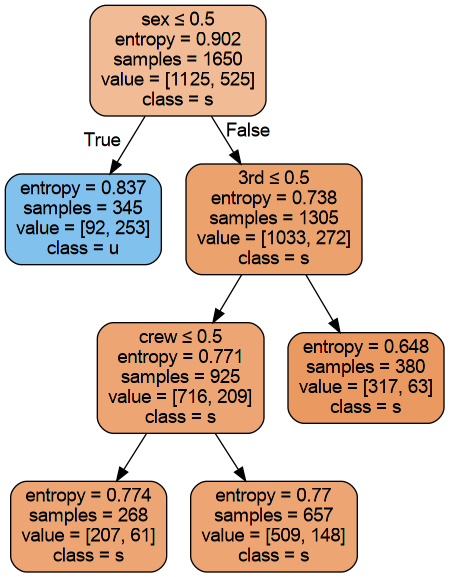 sex ≤ 0.5
entropy = 0.902
samples = 1650
value = [1125, 525]
class = s
True
False
entropy = 0.837
samples = 345
value = [92, 253]
class = u
3rd ≤ 0.5
entropy = 0.738
samples = 1305
value = [1033, 272]
class = s
crew ≤ 0.5
entropy = 0.771
samples = 925
value = [716, 209]
class = s
entropy = 0.648
samples = 380
value = [317, 63]
class = s
entropy = 0.774
samples = 268
value = [207, 61]
class = s
entropy = 0.77
samples = 657
value = [509, 148]
class = s